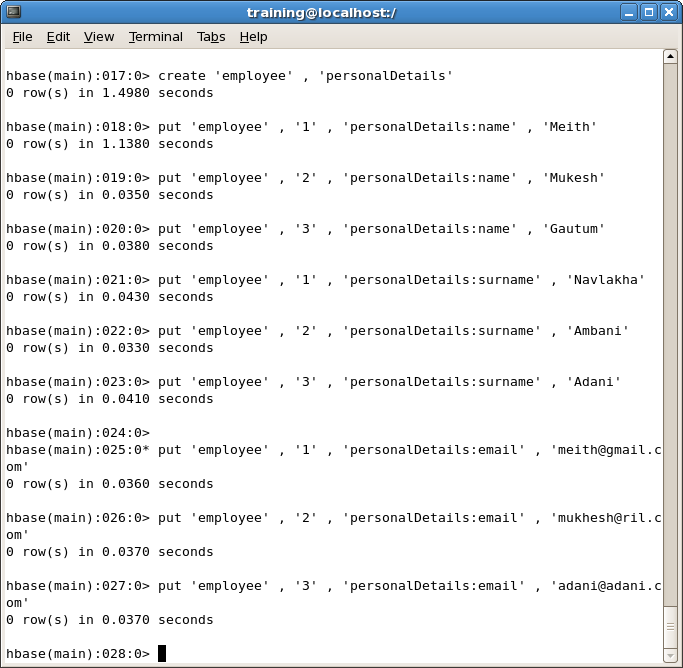 training@localhost:/
File Edit View Terminal Tabs Help
hbase(main):017:0> create 'employee' , 'personalDetails'
0 row(s) in 1.4980 seconds
hbase(main):018:0> put 'employee' , '1' , 'personalDetails:name' , 'Meith'
0 row(s) in 1.1380 seconds
hbase(main):019:0> put 'employee' , '2' , 'personalDetails:name' , 'Mukesh'
0 row(s) in 0.0350 seconds
hbase(main):020:0> put 'employee' , '3' , 'personalDetails:name' , 'Gautum'
0 row(s) in 0.0380 seconds
hbase(main):021:0> put 'employee' , '1' , 'personalDetails:surname' , 'Navlakha'
0 row(s) in 0.0430 seconds
hbase(main):022:0> put 'employee' , '2' , 'personalDetails:surname' , 'Ambani'
0 row(s) in 0.0330 seconds
hbase(main):023:0> put 'employee' , '3' , 'personalDetails:surname' , 'Adani'
0 row(s) in 0.0410 seconds
hbase(main):024:0>
hbase(main):025:0* put 'employee' , '1' , 'personalDetails:email' , 'meith@gmail.c
om'
0 row(s) in 0.0360 seconds
hbase(main):026:0> put 'employee' , '2' , 'personalDetails:email' , 'mukhesh@ril.c
om'
0 row(s) in 0.0370 seconds
hbase(main):027:0> put 'employee' , '3' , 'personalDetails:email' , 'adani@adani.c
om'
0 row(s) in 0.0370 seconds
hbase(main):028:0>